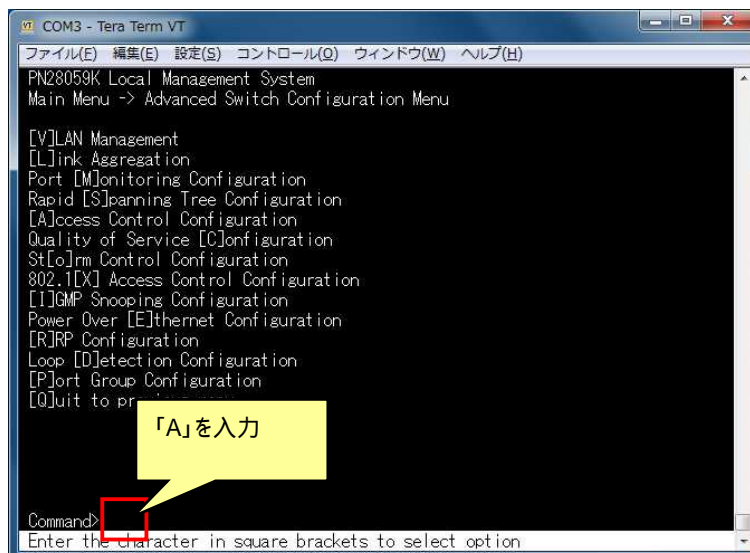 COM3 - Tera Term VT
ファイル(F) 編集(E) 設定(S) コントロール(O) ウィンドウ(W) ヘルプ(H)
PN28059K Local Management System
Main Menu -> Advanced Switch Configuration Menu
[V]LAN Management
[L]ink Aggregation
Port [M]onitoring Configuration
Rapid [S]panning Tree Configuration
[A]ccess Control Configuration
Quality of Service [C]onfiguration
St[o]rm Control Configuration
802.1[X] Access Control Configuration
[I]GMP Snooping Configuration
Power Over [E]thernet Configuration
[R]RP Configuration
Loop [D]etection Configuration
[P]ort Group Configuration
[Q]uit to
「A」を入力
Command>
Enter the character in square brackets to select option